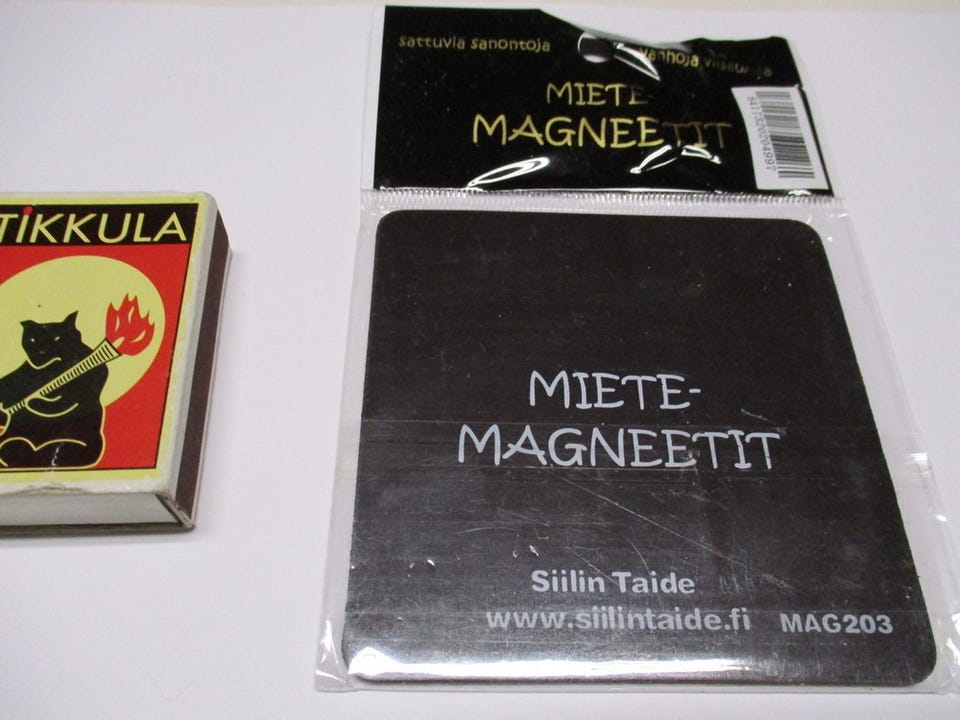 sattuvia sanontoja
vanhoja viisauksia
MIETE-
MAGNEETIT
TIKKULA
MIETE-
MAGNEETIT
Siilin Taide
www.siilintaide.fi MAG203